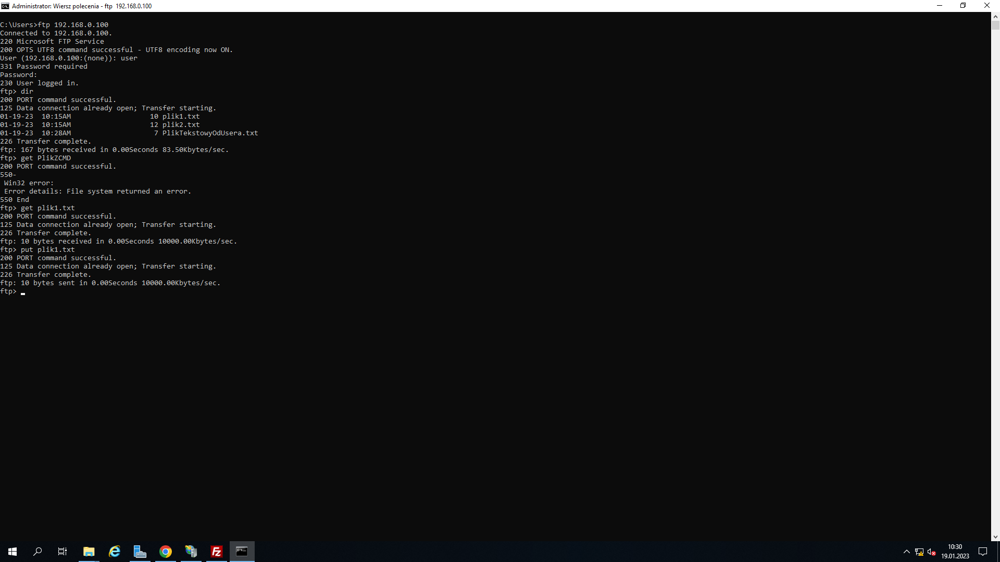 Administrator: Wiersz polecenia - ftp  192.168.0.100
C:\Users>ftp 192.168.0.100
Connected to 192.168.0.100.
220 Microsoft FTP Service
200 OPTS UTF8 command successful - UTF8 encoding now ON.
User (192.168.0.100:(none)): user
331 Password required
Password:
230 User logged in.
ftp> dir
200 PORT command successful.
125 Data connection already open; Transfer starting.
01-19-23  10:15AM                   10 plik1.txt
01-19-23  10:15AM                   12 plik2.txt
01-19-23  10:28AM                    7 PlikTekstowyOdUsera.txt
226 Transfer complete.
ftp: 167 bytes received in 0.00Seconds 83.50Kbytes/sec.
ftp> get PlikZCMD
200 PORT command successful.
550-
 Win32 error:
 Error details: File system returned an error.
550 End
ftp> get plik1.txt
200 PORT command successful.
125 Data connection already open; Transfer starting.
226 Transfer complete.
ftp: 10 bytes received in 0.00Seconds 10000.00Kbytes/sec.
ftp> put plik1.txt
200 PORT command successful.
125 Data connection already open; Transfer starting.
226 Transfer complete.
ftp: 10 bytes sent in 0.00Seconds 10000.00Kbytes/sec.
ftp>
10:30
19.01.2023